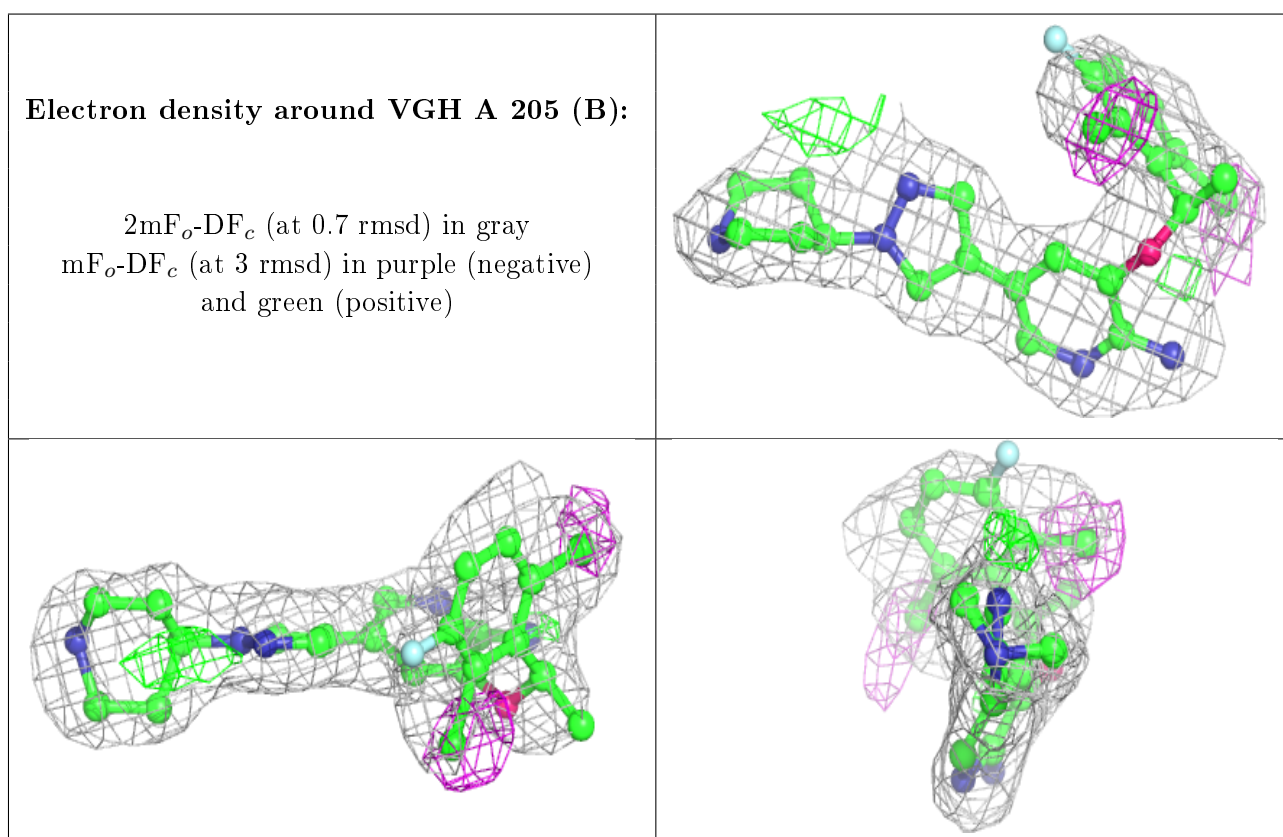 Electron density around VGH A 205 (B):
2mFo-DFc (at 0.7 rmsd) in gray
mFo-DFc (at 3 rmsd) in purple (negative)
and green (positive)